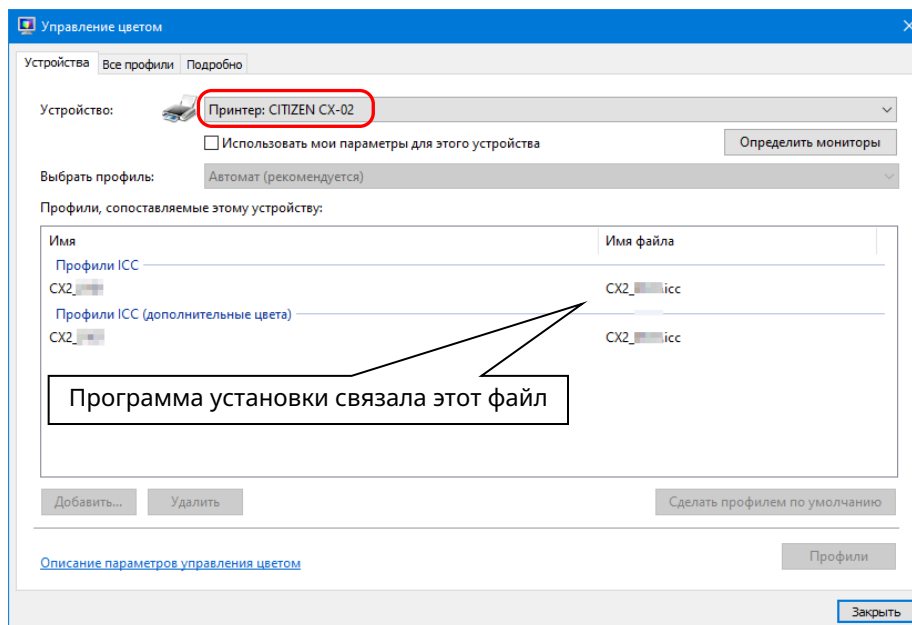 Управление цветом
Устройства Все профили Подробно
Устройство: Принтер: CITIZEN CX-02
Использовать мои параметры для этого устройства Определить мониторы
Выбрать профиль: Автомат (рекомендуется)
Профили, сопоставляемые этому устройству:
Имя Имя файла
Профили ICC
CX2_ CX2_ icc
Профили ICC (дополнительные цвета)
CX2_ CX2_ icc
Программа установки связала этот файл
Добавить... Удалить Сделать профилем по умолчанию
Описание параметров управления цветом Профили
Закрыть